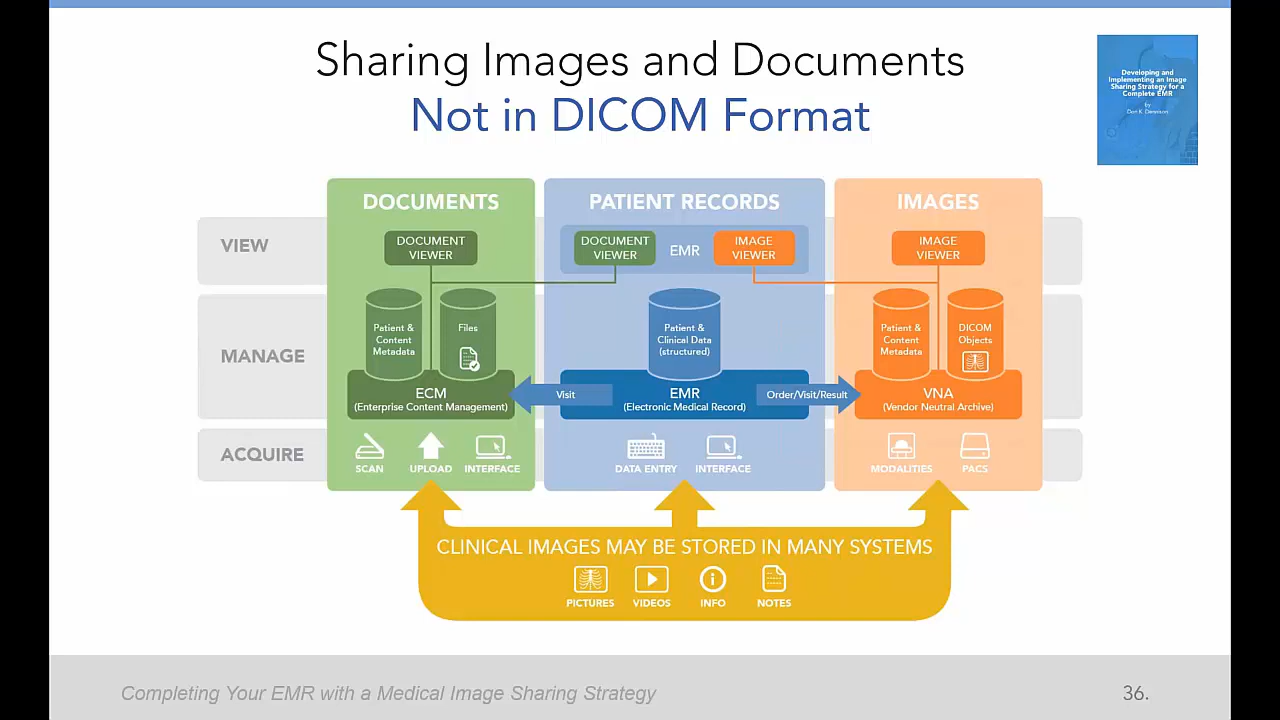 Sharing Images and Documents
Not in DICOM Format
Developing and
Implementing an Image
Sharing Strategy for a
Complete EMR
by
Don K. Dennison
DOCUMENTS
PATIENT RECORDS
IMAGES
VIEW
DOCUMENT
VIEWER
DOCUMENT
VIEWER
EMR
IMAGE
VIEWER
IMAGE
VIEWER
MANAGE
Patient &
Content
Metadata
Files
Patient &
Clinical Data
(structured)
Patient &
Content
Metadata
DICOM
Objects
ECM
(Enterprise Content Management)
Visit
EMR
(Electronic Medical Record)
Order/Visit/Result
VNA
(Vendor Neutral Archive)
ACQUIRE
SCAN
UPLOAD
INTERFACE
DATA ENTRY
INTERFACE
MODALITIES
PACS
CLINICAL IMAGES MAY BE STORED IN MANY SYSTEMS
PICTURES
VIDEOS
INFO
NOTES
Completing Your EMR with a Medical Image Sharing Strategy
36.